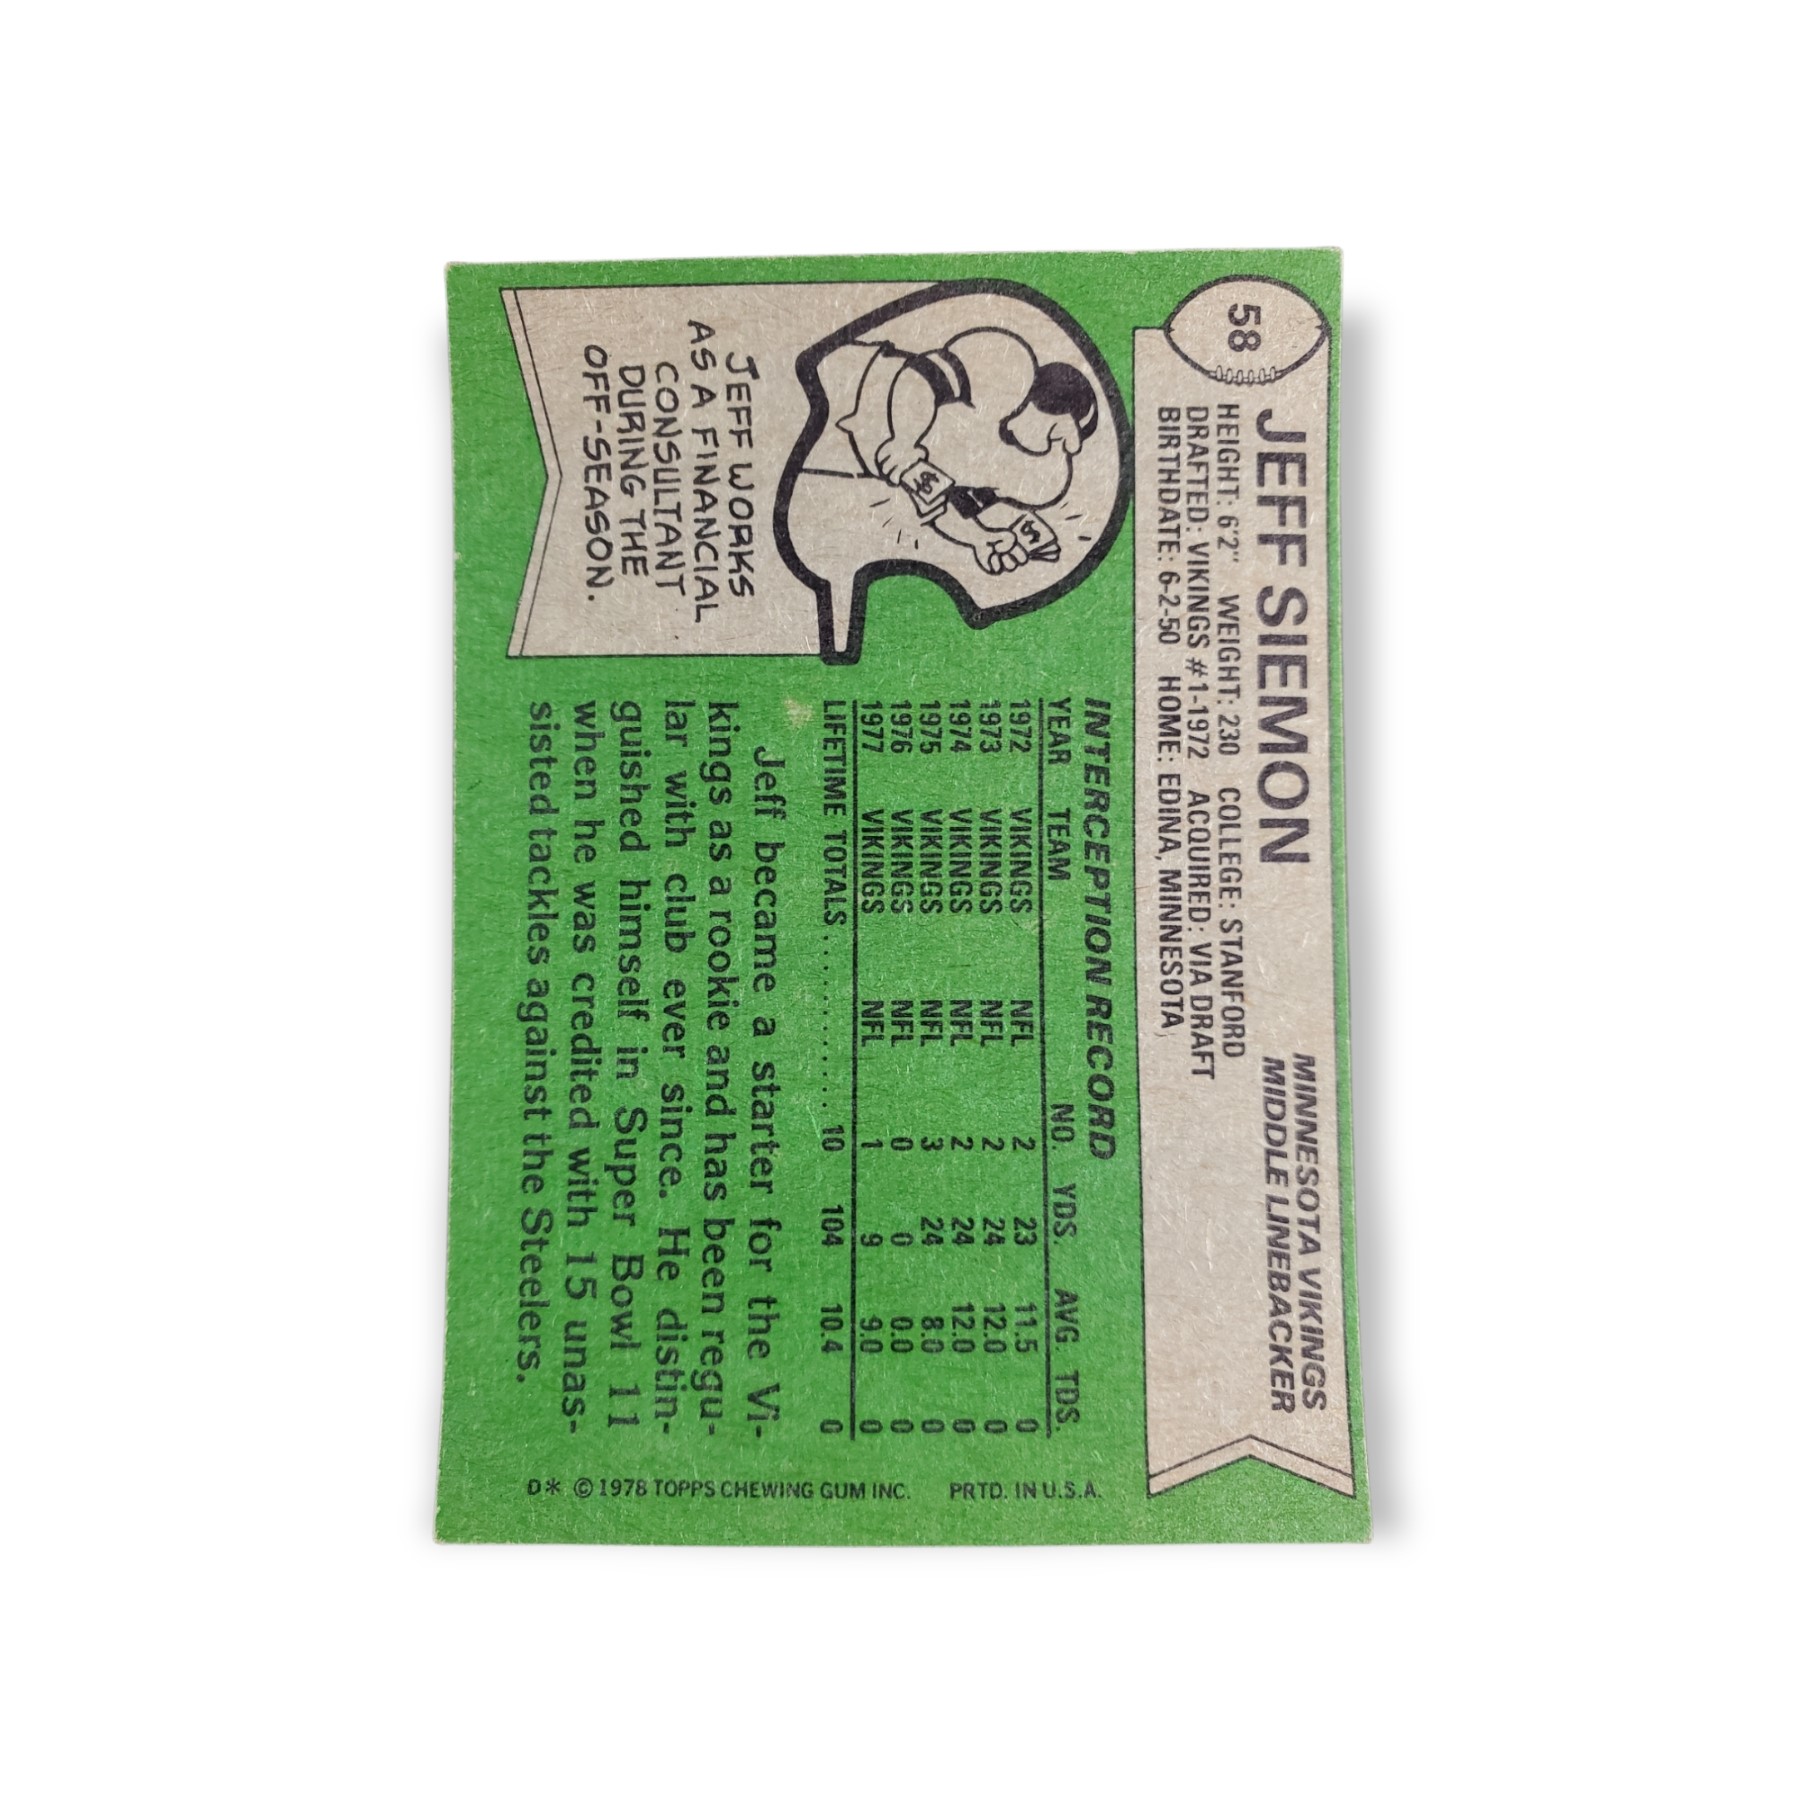 58
JEFF SIEMON
MINNESOTA VIKINGS
MIDDLE LINEBACKER
HEIGHT: 6'2" WEIGHT: 230 COLLEGE: STANFORD
DRAFTED: VIKINGS #1-1972 ACQUIRED: VIA DRAFT
BIRTHDATE: 6-2-50 HOME: EDINA, MINNESOTA
$
$
JEFF WORKS
AS A FINANCIAL
CONSULTANT
DURING THE
OFF-SEASON.
INTERCEPTION RECORD
YEAR TEAM NO. YDS. AVG. TDS.
1972 VIKINGS NFL 2 23 11.5 0
1973 VIKINGS NFL 2 24 12.0 0
1974 VIKINGS NFL 2 24 12.0 0
1975 VIKINGS NFL 3 24 8.0 0
1976 VIKINGS NFL 0 0 0.0 0
1977 VIKINGS NFL 1 9 9.0 0
LIFETIME TOTALS............ 10 104 10.4 0
Jeff became a starter for the Vi-
kings as a rookie and has been regu-
lar with club ever since. He distin-
guished himself in Super Bowl 11
when he was credited with 15 unas-
sisted tackles against the Steelers.
D* © 1978 TOPPS CHEWING GUM INC. PRTD. IN U.S.A.